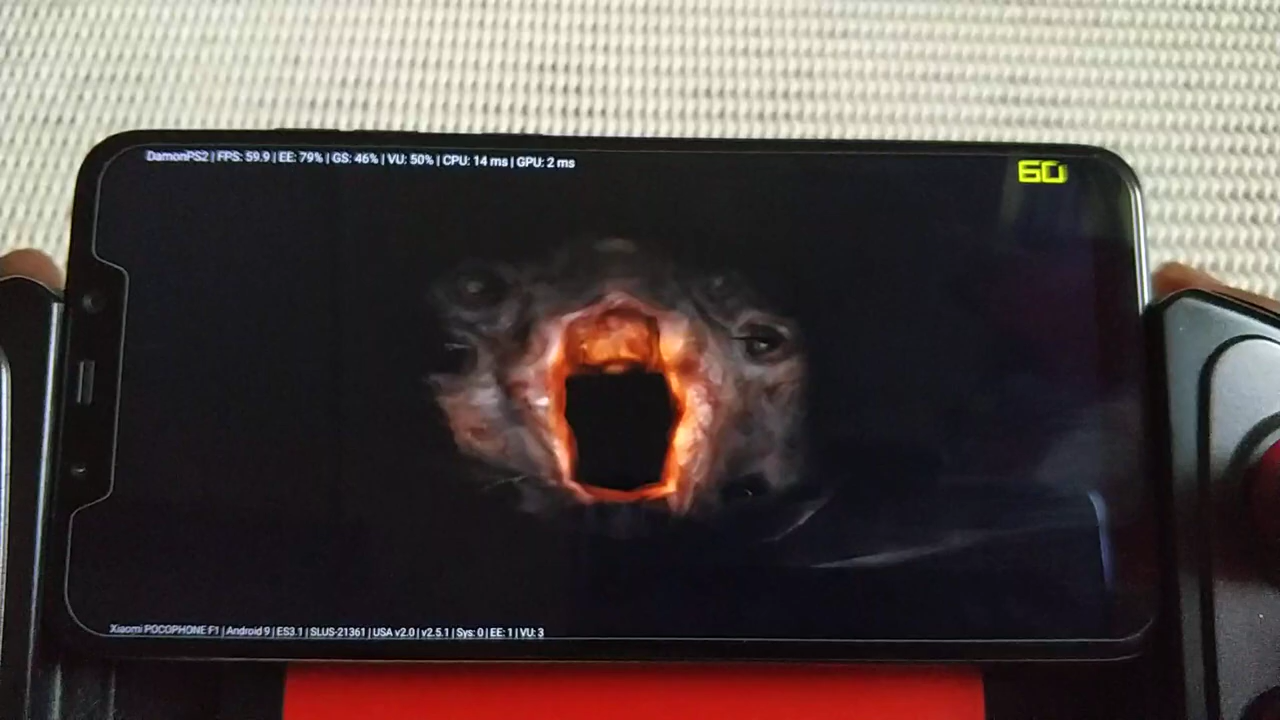 DamonPS2 | FPS: 59.9 | EE: 79% | GS: 46% | VU: 50% | CPU: 14 ms | GPU: 2 ms
60
Xiaomi POCOPHONE F1 | Android 9 | ES3.1 | SLUS-21361 | USA v2.0 | v2.5.1 | Sys: 0 | EE: 1 | VU: 3